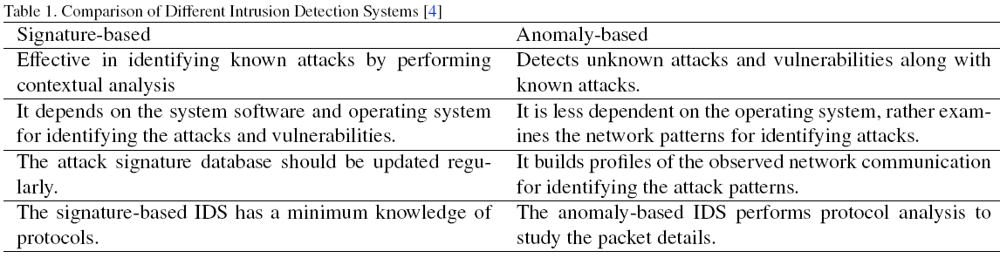 Table 1. Comparison of Different Intrusion Detection Systems [4]
Signature-based Anomaly-based
Effective in identifying known attacks by performing Detects unknown attacks and vulnerabilities along with
contextual analysis known attacks.
It depends on the system software and operating system It is less dependent on the operating system, rather exam-
for identifying the attacks and vulnerabilities. ines the network patterns for identifying attacks.
The attack signature database should be updated regu- It builds profiles of the observed network communication
larly. for identifying the attack patterns.
The signature-based IDS has a minimum knowledge of The anomaly-based IDS performs protocol analysis to
protocols. study the packet details.